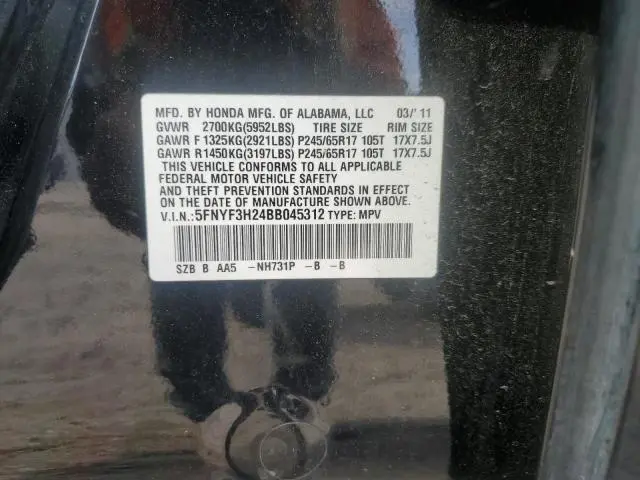 MFD. BY HONDA MFG. OF ALABAMA, LLC 03/'11
GVWR 2700KG(5952LBS) TIRE SIZE RIM SIZE
GAWR F 1325KG(2921LBS) P245/65R17 105T 17X7.5J
GAWR R 1450KG(3197LBS) P245/65R17 105T 17X7.5J
THIS VEHICLE CONFORMS TO ALL APPLICABLE
FEDERAL MOTOR VEHICLE SAFETY
AND THEFT PREVENTION STANDARDS IN EFFECT
ON THE DATE OF MANUFACTURE SHOWN ABOVE.
V.I.N.:5FNYF3H24BB045312 TYPE: MPV
SZB B AA5 -NH731P -B -B